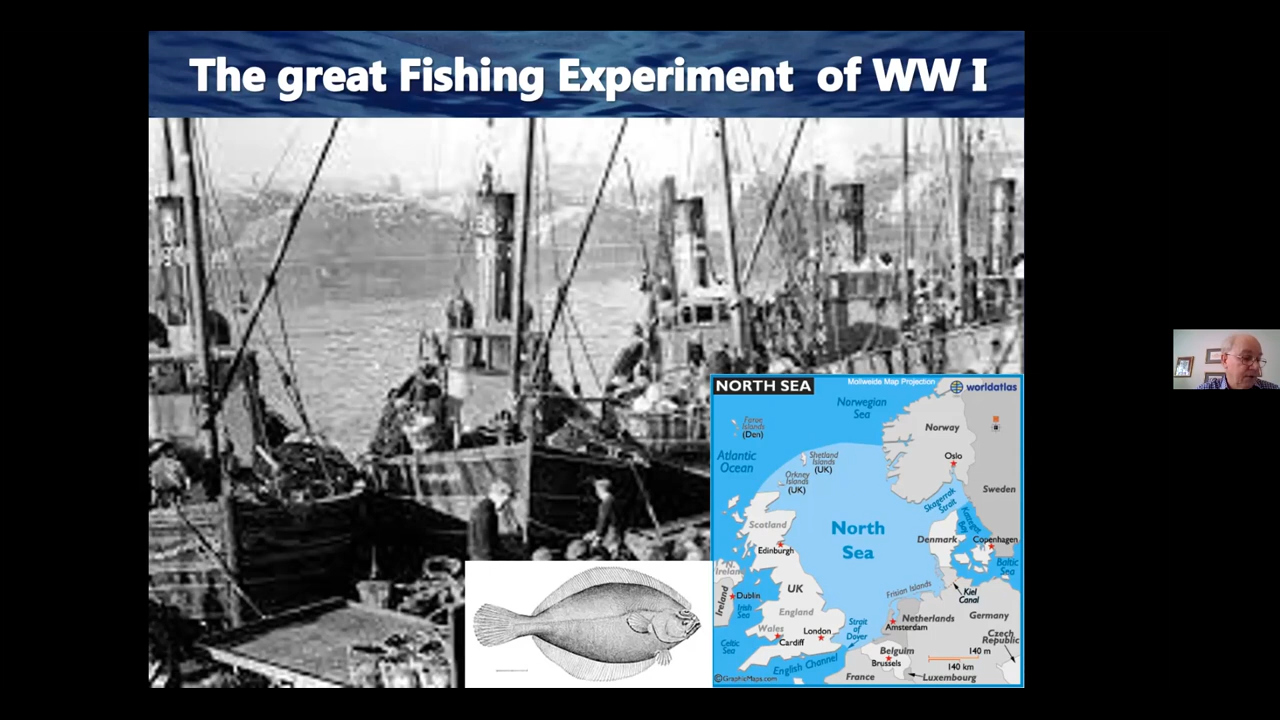 The great Fishing Experiment of WW I
NORTH SEA
Mollweide Map Projection
worldatlas
Norwegian
Sea
Faroe
Islands
(Den)
Norway
Atlantic
Ocean
Shetland
Islands
(UK)
Oslo
Orkney
Islands
(UK)
Sweden
Skagerrak
Strait
Kattegat
Bay
Scotland
North
Sea
Denmark
Copenhagen
Edinburgh
Baltic
Sea
N.
Ireland
UK
Frisian Islands
Kiel
Canal
Ireland
Dublin
Irish
Sea
England
Netherlands
Germany
Amsterdam
Wales
London
Strait
of
Dover
Czech
Republic
Celtic
Sea
Cardiff
Belguim
140 m
Brussels
140 km
English Channel
©GraphicMaps.com
France
Luxembourg